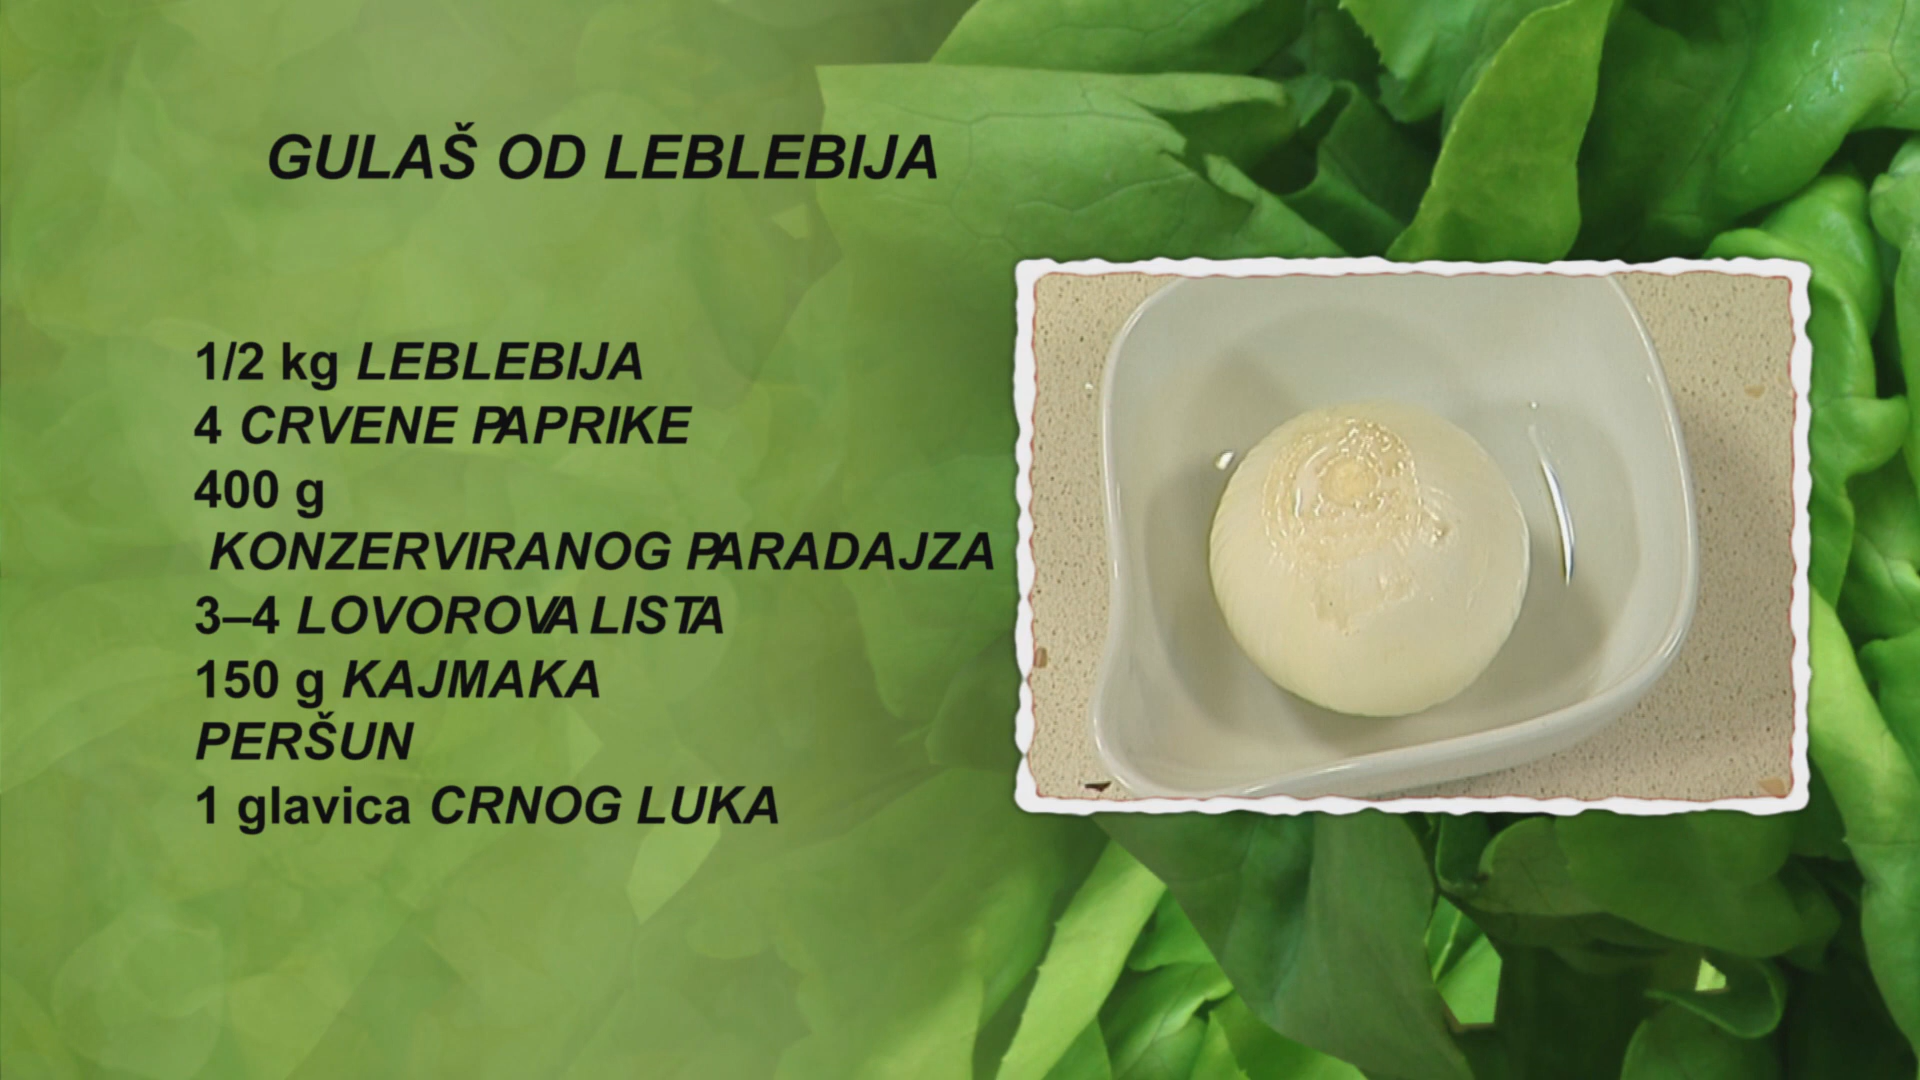 GULAŠ OD LEBLEBIJA
1/2 kg LEBLEBIJA
4 CRVENE PAPRIKE
400 g
KONZERVIRANOG PARADAJZA
3–4 LOVOROVA LISTA
150 g KAJMAKA
PERŠUN
1 glavica CRNOG LUKA